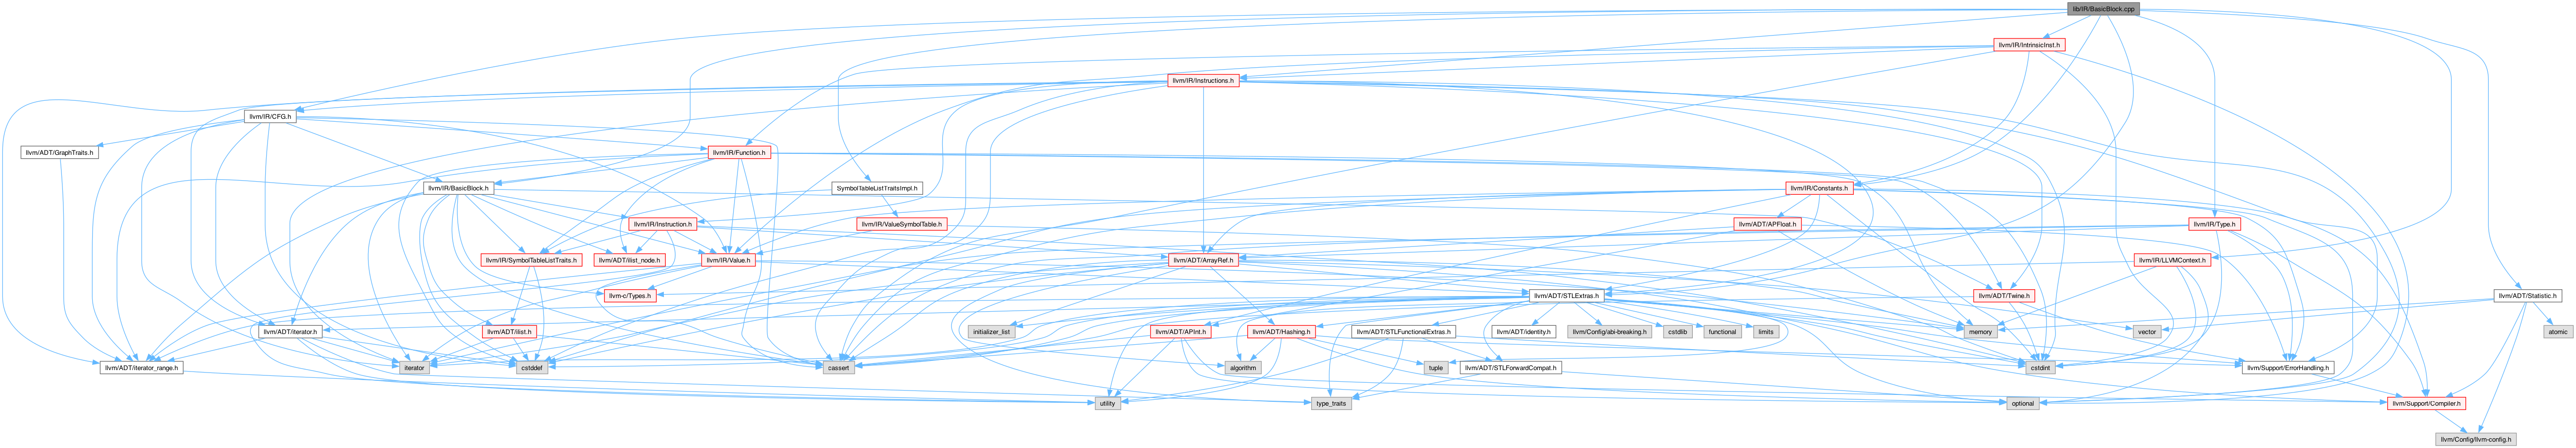 lib/IR/BasicBlock.cpp
llvm/IR/IntrinsicInst.h
llvm/IR/Instructions.h
llvm/IR/CFG.h
llvm/ADT/GraphTraits.h
llvm/IR/Function.h
llvm/IR/BasicBlock.h
SymbolTableListTraitsImpl.h
llvm/IR/Constants.h
llvm/IR/Instruction.h
llvm/IR/ValueSymbolTable.h
llvm/ADT/APFloat.h
llvm/IR/Type.h
llvm/IR/SymbolTableListTraits.h
llvm/ADT/ilist_node.h
llvm/IR/Value.h
llvm/ADT/ArrayRef.h
llvm/IR/LLVMContext.h
llvm-c/Types.h
llvm/ADT/STLExtras.h
llvm/ADT/Twine.h
llvm/ADT/Statistic.h
llvm/ADT/iterator.h
llvm/ADT/ilist.h
initializer_list
llvm/ADT/APInt.h
llvm/ADT/Hashing.h
llvm/ADT/STLFunctionalExtras.h
llvm/ADT/identity.h
llvm/Config/abi-breaking.h
cstdlib
functional
limits
memory
vector
atomic
llvm/ADT/iterator_range.h
iterator
cstddef
cassert
algorithm
tuple
llvm/ADT/STLForwardCompat.h
cstdint
llvm/Support/ErrorHandling.h
utility
type_traits
optional
llvm/Support/Compiler.h
llvm/Config/llvm-config.h